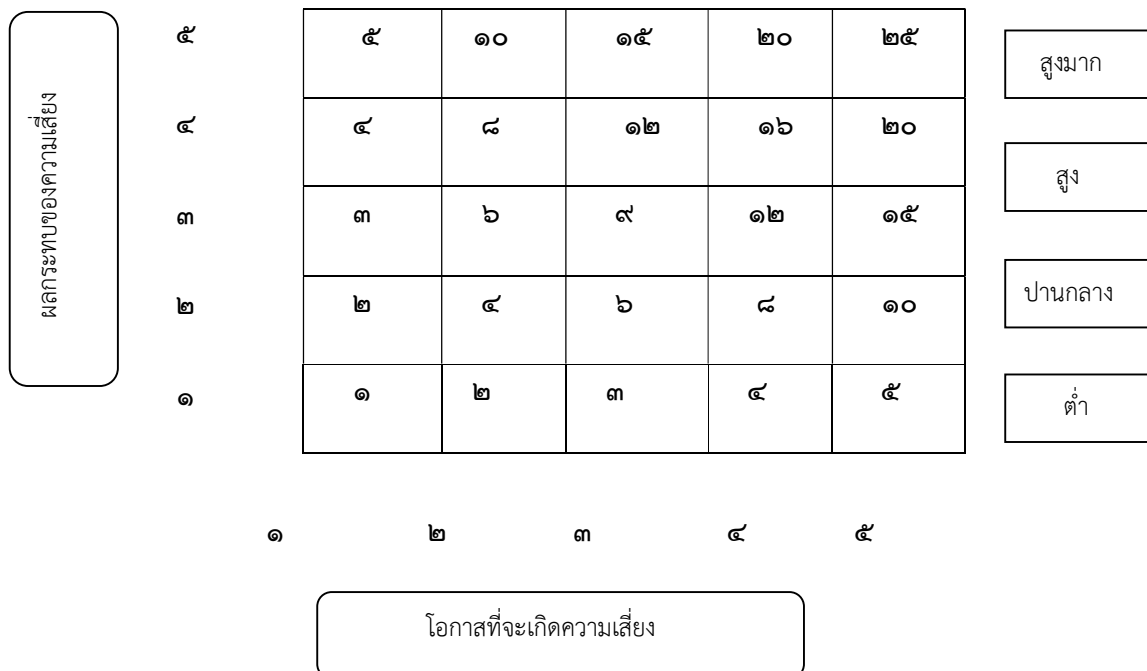 ผลกระทบของความเสี่ยง
๕ ๕ ๑๐ ๑๕ ๒๐ ๒๕
สูงมาก
๔ ๔ ๘ ๑๒ ๑๖ ๒๐
สูง
๓ ๓ ๖ ๙ ๑๒ ๑๕
๒ ๒ ๔ ๖ ๘ ๑๐
ปานกลาง
๑ ๑ ๒ ๓ ๔ ๕
ต่ำ
๑ ๒ ๓ ๔ ๕
โอกาสที่จะเกิดความเสี่ยง